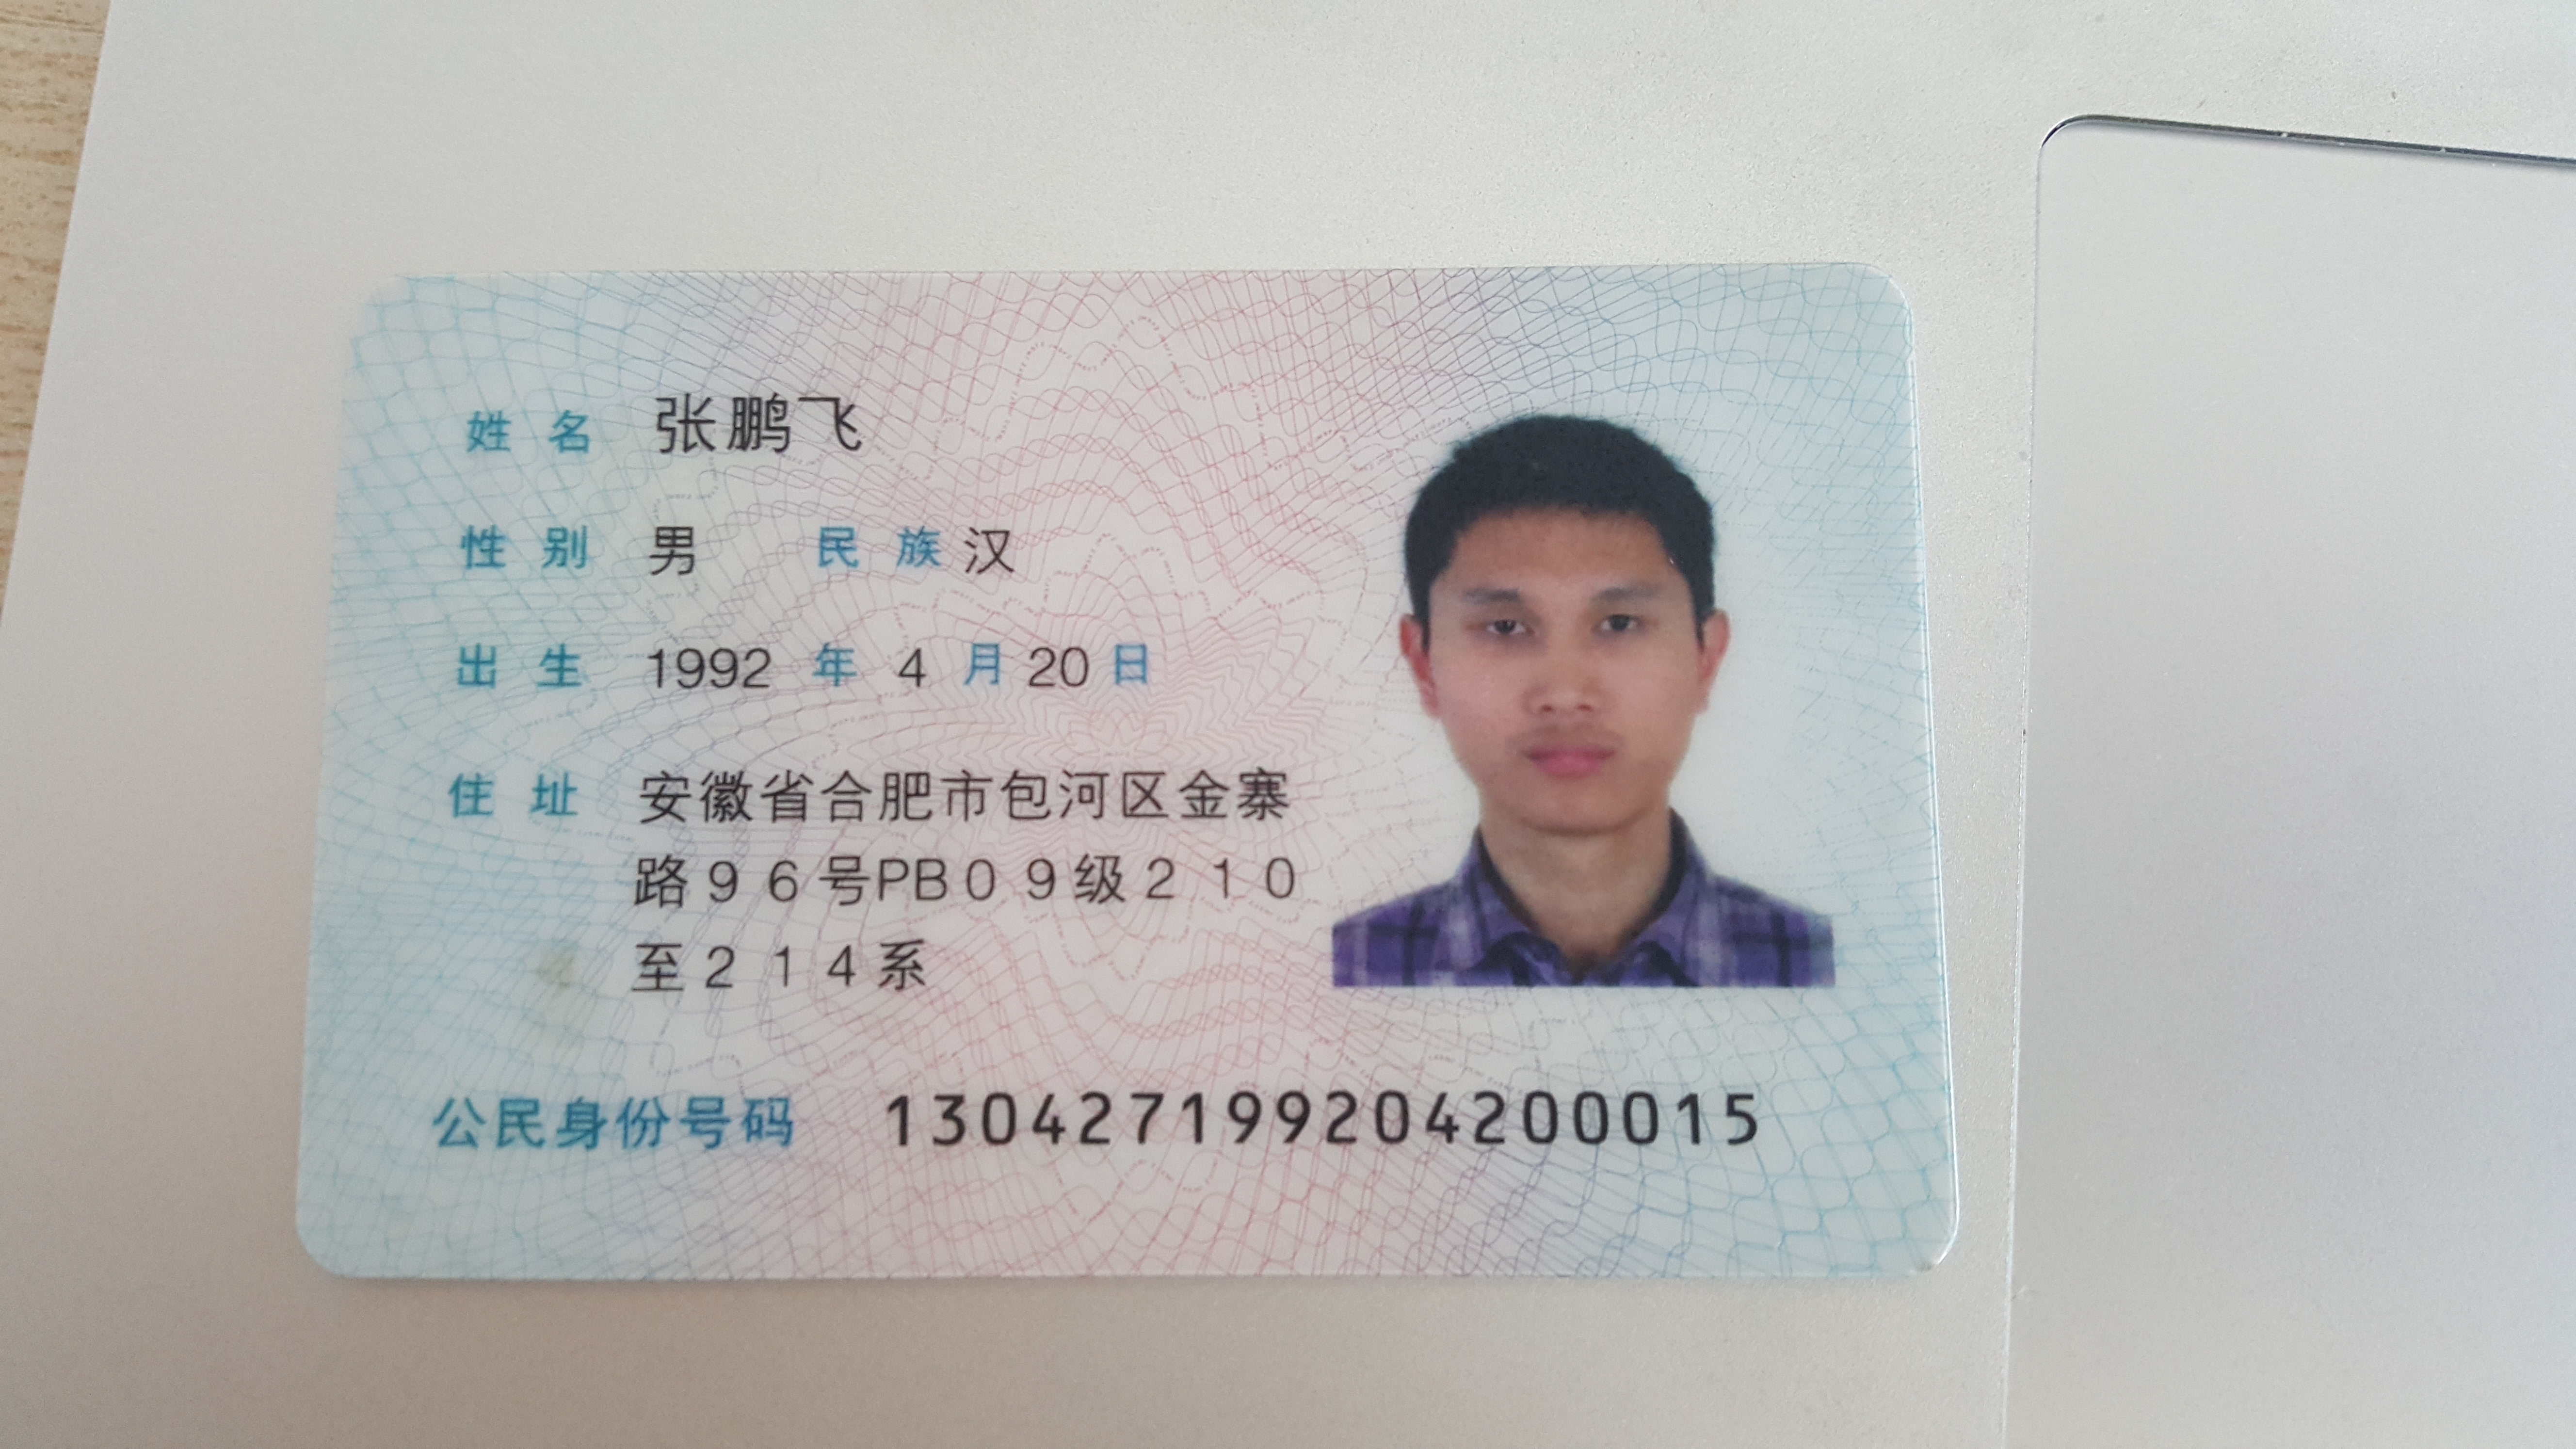 姓名 张鹏飞
性别 男 民族 汉
出生 1992 年 4 月 20 日
住址 安徽省合肥市包河区金寨
路96号PB09级210
至214系
公民身份号码 130427199204200015